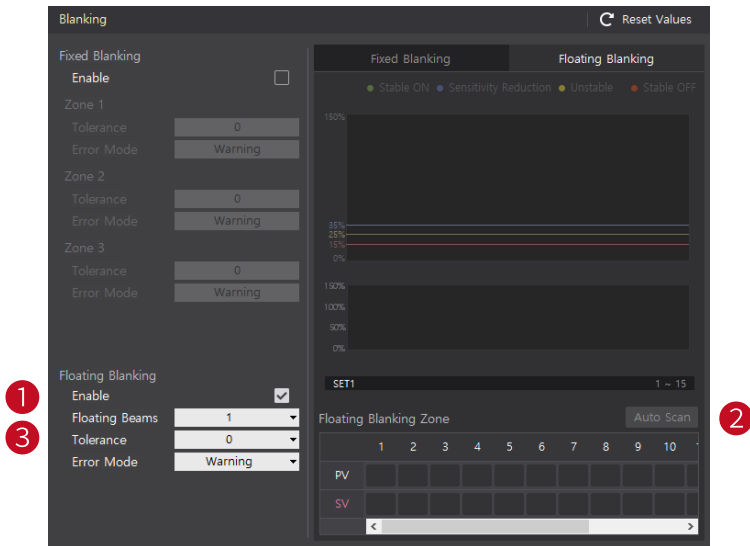 Blanking
Reset Values
Fixed Blanking
Enable
Zone 1
Tolerance 0
Error Mode Warning
Zone 2
Tolerance 0
Error Mode Warning
Zone 3
Tolerance 0
Error Mode Warning
Floating Blanking
1 Enable
Floating Beams 1
3 Tolerance 0
Error Mode Warning
Fixed Blanking Floating Blanking
Stable ON Sensitivity Reduction Unstable Stable OFF
150%
35%
25%
15%
0%
150%
100%
50%
0%
SET1 1 ~ 15
Floating Blanking Zone Auto Scan 2
1 2 3 4 5 6 7 8 9 10
PV
SV